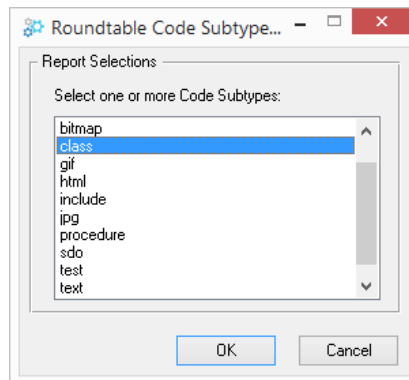 Roundtable Code Subtype...
Report Selections
Select one or more Code Subtypes:
bitmap
class
gif
html
include
jpg
procedure
sdo
test
text
OK Cancel